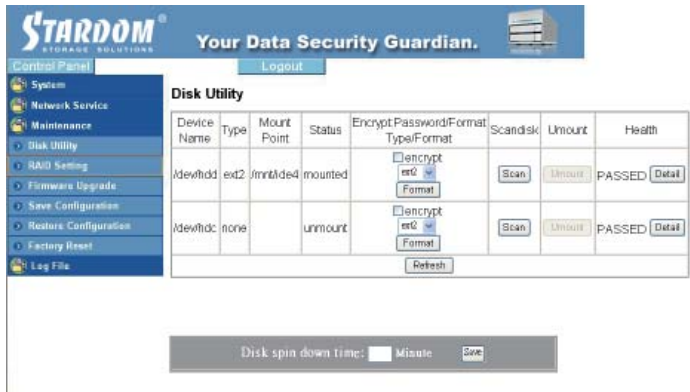 STARDOM®
STORAGE SOLUTIONS
Your Data Security Guardian.
Control Panel
Logout
System
Network Service
Maintenance
Disk Utility
RAID Setting
Firmware Upgrade
Save Configuration
Restore Configuration
Factory Reset
Log File
Disk Utility
Device Name Type Mount Point Status Encrypt Password/Format Type/Format Scandisk Umount Health
/dev/hdd ext2 /mnt/ide4 mounted encrypt ext2 Format Scan Umount PASSED Detail
/dev/hdc none unmount encrypt ext2 Format Scan Umount PASSED Detail
Refresh
Disk spin down time: Minute Save